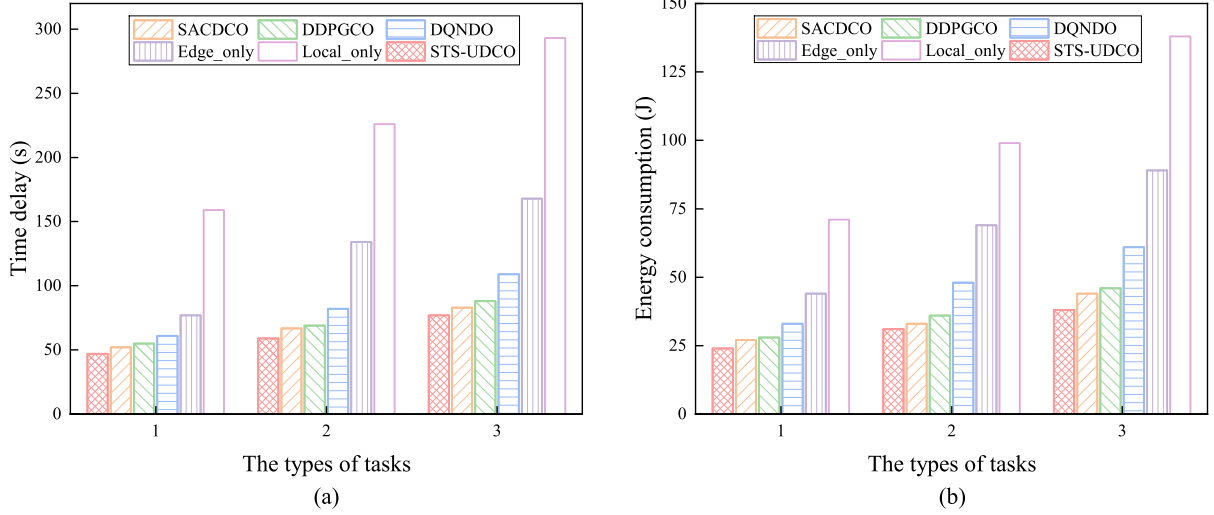 300
250
200
150
100
50
0
Time delay (s)
SACDCO DDPGCO DQNDO
Edge_only Local_only STS-UDCO
1 2 3
The types of tasks
(a)
150
125
100
75
50
25
0
Energy consumption (J)
SACDCO DDPGCO DQNDO
Edge_only Local_only STS-UDCO
1 2 3
The types of tasks
(b)